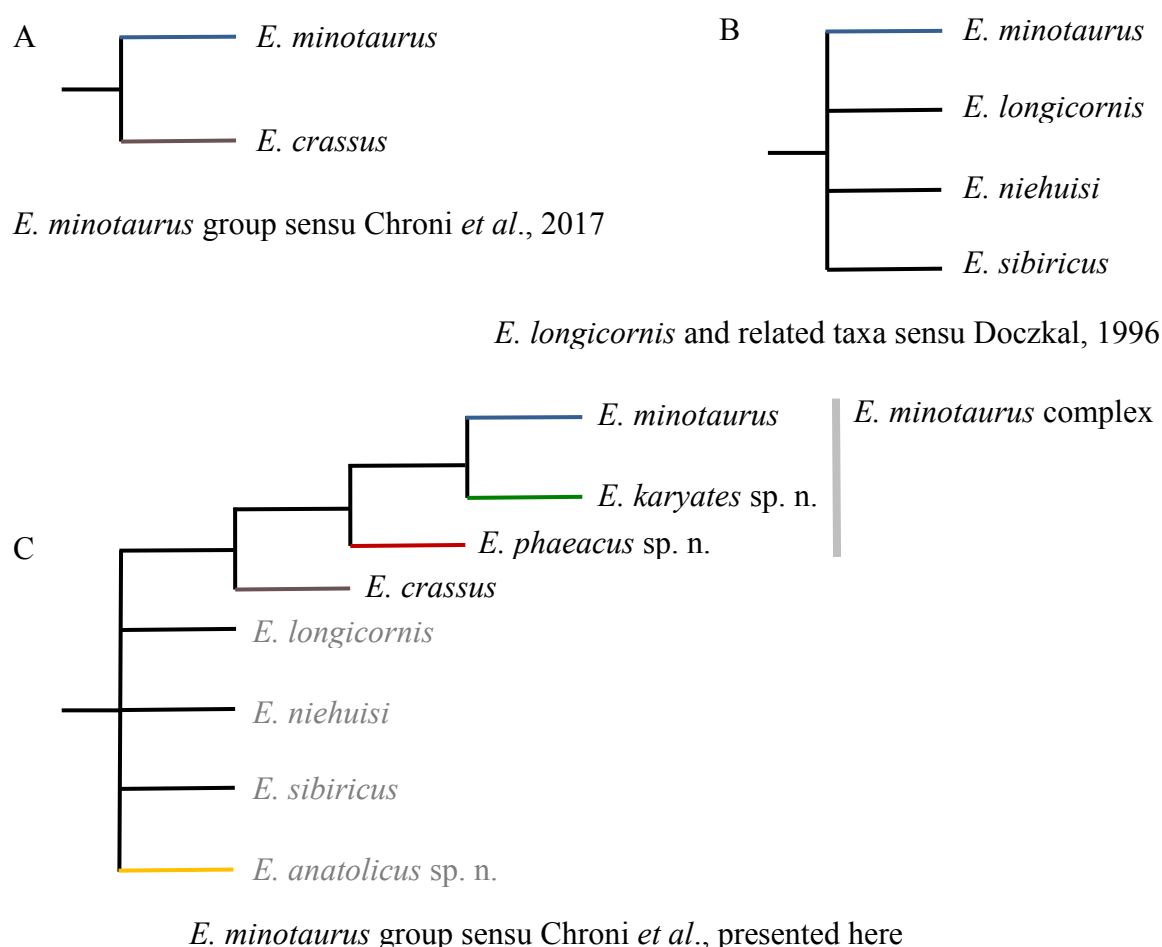 A
E. minotaurus
E. crassus
E. minotaurus group sensu Chroni et al., 2017
B
E. minotaurus
E. longicornis
E. niehuisi
E. sibiricus
E. longicornis and related taxa sensu Doczkal, 1996
C
E. minotaurus
E. minotaurus complex
E. karyates sp. n.
E. phaeacus sp. n.
E. crassus
E. longicornis
E. niehuisi
E. sibiricus
E. anatolicus sp. n.
E. minotaurus group sensu Chroni et al., presented here